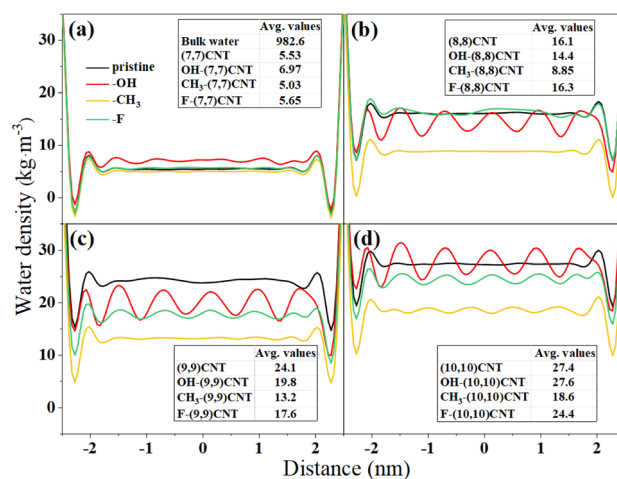 (a)
pristine
-OH
-CH3
-F
Avg. values
Bulk water 982.6
(7,7)CNT 5.53
OH-(7,7)CNT 6.97
CH3-(7,7)CNT 5.03
F-(7,7)CNT 5.65
(b)
Avg. values
(8,8)CNT 16.1
OH-(8,8)CNT 14.4
CH3-(8,8)CNT 8.85
F-(8,8)CNT 16.3
30
20
10
0
Water density (kg·m-3)
(c)
Avg. values
(9,9)CNT 24.1
OH-(9,9)CNT 19.8
CH3-(9,9)CNT 13.2
F-(9,9)CNT 17.6
(d)
Avg. values
(10,10)CNT 27.4
OH-(10,10)CNT 27.6
CH3-(10,10)CNT 18.6
F-(10,10)CNT 24.4
30
20
10
0
-2 -1 0 1 2 -2 -1 0 1 2
Distance (nm)